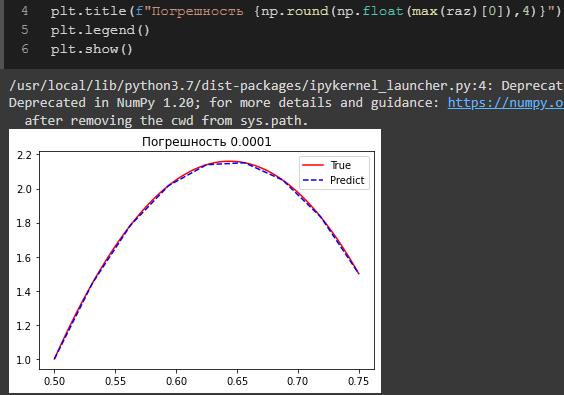 4 plt.title(f"Погрешность {np.round(np.float(max(raz)[0]),4)}")
5 plt.legend()
6 plt.show()
/usr/local/lib/python3.7/dist-packages/ipykernel_launcher.py:4: Deprecat
Deprecated in NumPy 1.20; for more details and guidance: https://numpy.o
after removing the cwd from sys.path.
Погрешность 0.0001
2.2
True
Predict
2.0
1.8
1.6
1.4
1.2
1.0
0.50 0.55 0.60 0.65 0.70 0.75